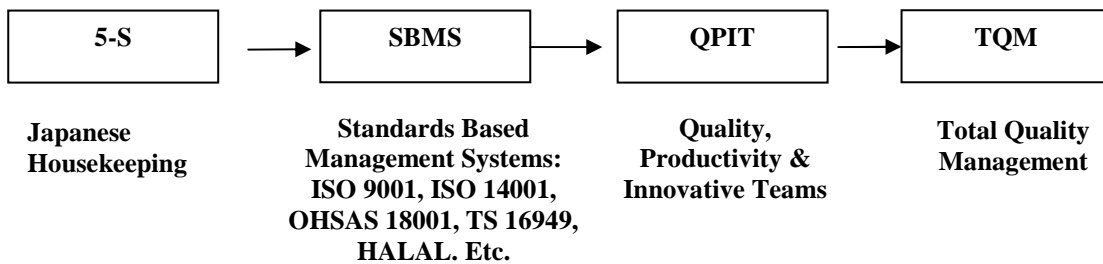 5-S
SBMS
QPIT
TQM
Japanese
Housekeeping
Standards Based
Management Systems:
ISO 9001, ISO 14001,
OHSAS 18001, TS 16949,
HALAL. Etc.
Quality,
Productivity &
Innovative Teams
Total Quality
Management